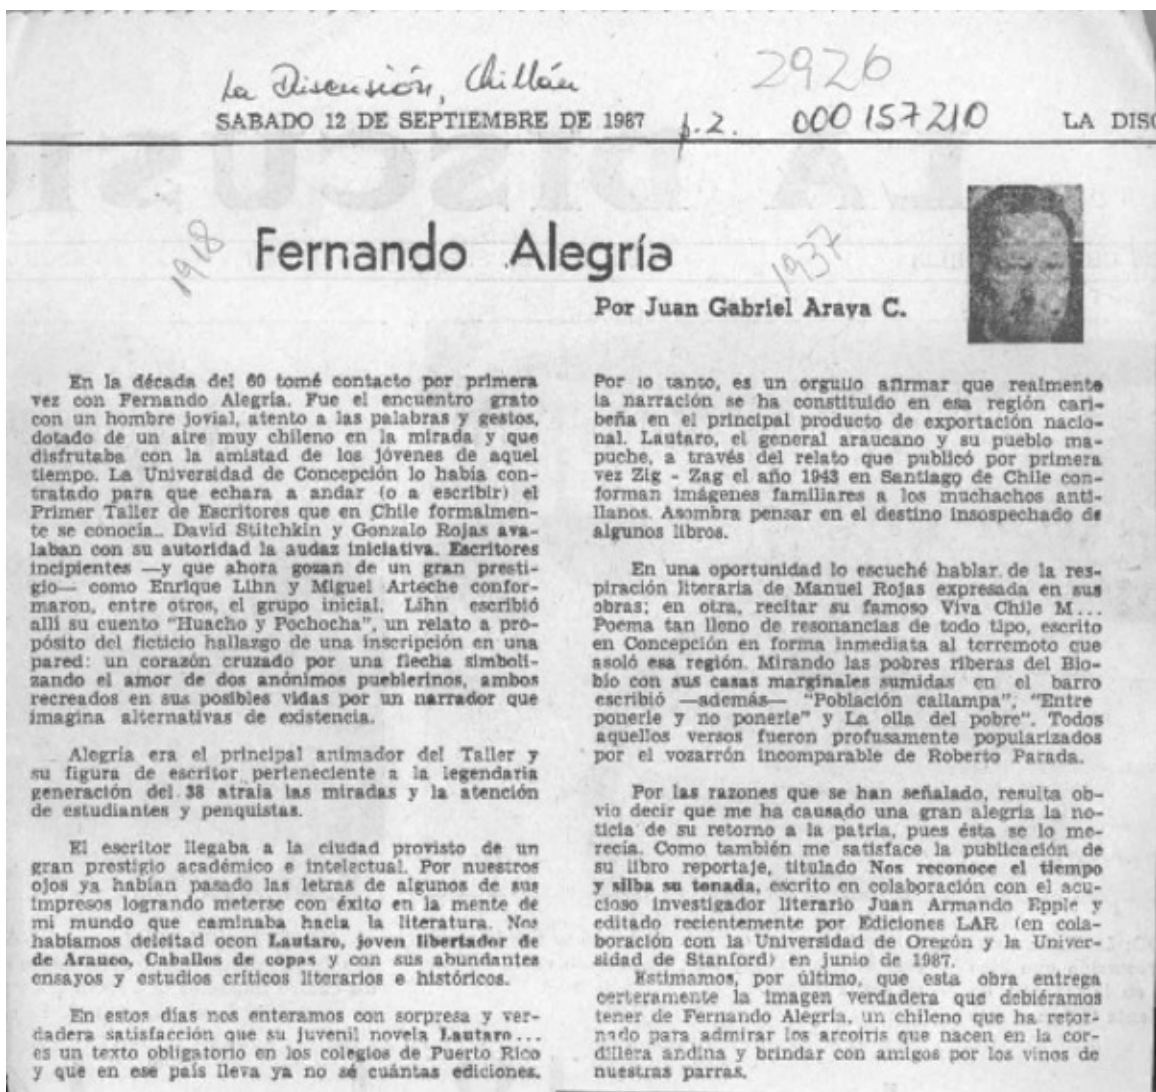 La Discusión, Chillán
2926
SABADO 12 DE SEPTIEMBRE DE 1987 p.2. 000157210 LA DISC
1918
1937
Fernando Alegría
Por Juan Gabriel Araya C.
En la década del 60 tomé contacto por primera
vez con Fernando Alegría. Fue el encuentro grato
con un hombre jovial, atento a las palabras y gestos,
dotado de un aire muy chileno en la mirada y que
disfrutaba con la amistad de los jóvenes de aquel
tiempo. La Universidad de Concepción lo había con-
tratado para que echara a andar (o a escribir) el
Primer Taller de Escritores que en Chile formalmen-
te se conocía.. David Stitchkin y Gonzalo Rojas ava-
laban con su autoridad la audaz iniciativa. Escritores
incipientes —y que ahora gozan de un gran presti-
gio— como Enrique Lihn y Miguel Arteche confor-
maron, entre otros, el grupo inicial. Lihn escribió
allí su cuento "Huacho y Pochocha", un relato a pro-
pósito del ficticio hallazgo de una inscripción en una
pared: un corazón cruzado por una flecha simboli-
zando el amor de dos anónimos pueblerinos, ambos
recreados en sus posibles vidas por un narrador que
imagina alternativas de existencia.
Alegría era el principal animador del Taller y
su figura de escritor perteneciente a la legendaria
generación del 38 atraía las miradas y la atención
de estudiantes y penquistas.
El escritor llegaba a la ciudad provisto de un
gran prestigio académico e intelectual. Por nuestros
ojos ya habían pasado las letras de algunos de sus
impresos logrando meterse con éxito en la mente de
mi mundo que caminaba hacia la literatura. Nos
habíamos deleitad ocon Lautaro, joven libertador de
de Arauco, Caballos de copas y con sus abundantes
ensayos y estudios críticos literarios e históricos.
En estos días nos enteramos con sorpresa y ver-
dadera satisfacción que su juvenil novela Lautaro...
es un texto obligatorio en los colegios de Puerto Rico
y que en ese país lleva ya no sé cuántas ediciones.
Por lo tanto, es un orgullo afirmar que realmente
la narración se ha constituido en esa región cari-
beña en el principal producto de exportación nacio-
nal. Lautaro, el general araucano y su pueblo ma-
puche, a través del relato que publicó por primera
vez Zig - Zag el año 1943 en Santiago de Chile con-
forman imágenes familiares a los muchachos anti-
llanos. Asombra pensar en el destino insospechado de
algunos libros.
En una oportunidad lo escuché hablar de la res-
piración literaria de Manuel Rojas expresada en sus
obras; en otra, recitar su famoso Viva Chile M...
Poema tan lleno de resonancias de todo tipo, escrito
en Concepción en forma inmediata al terremoto que
asoló esa región. Mirando las pobres riberas del Bio-
bío con sus casas marginales sumidas en el barro
escribió —además— "Población callampa", "Entre
ponerle y no ponerle" y La olla del pobre". Todos
aquellos versos fueron profusamente popularizados
por el vozarrón incomparable de Roberto Parada.
Por las razones que se han señalado, resulta ob-
vio decir que me ha causado una gran alegría la no-
ticia de su retorno a la patria, pues ésta se lo me-
recía. Como también me satisface la publicación de
su libro reportaje, titulado Nos reconoce el tiempo
y silba su tonada, escrito en colaboración con el acu-
cioso investigador literario Juan Armando Epple y
editado recientemente por Ediciones LAR (en cola-
boración con la Universidad de Oregón y la Univer-
sidad de Stanford) en junio de 1987.
Estimamos, por último, que esta obra entrega
certeramente la imagen verdadera que debiéramos
tener de Fernando Alegría, un chileno que ha retor-
nado para admirar los arcoiris que nacen en la cor-
dillera andina y brindar con amigos por los vinos de
nuestras parras.